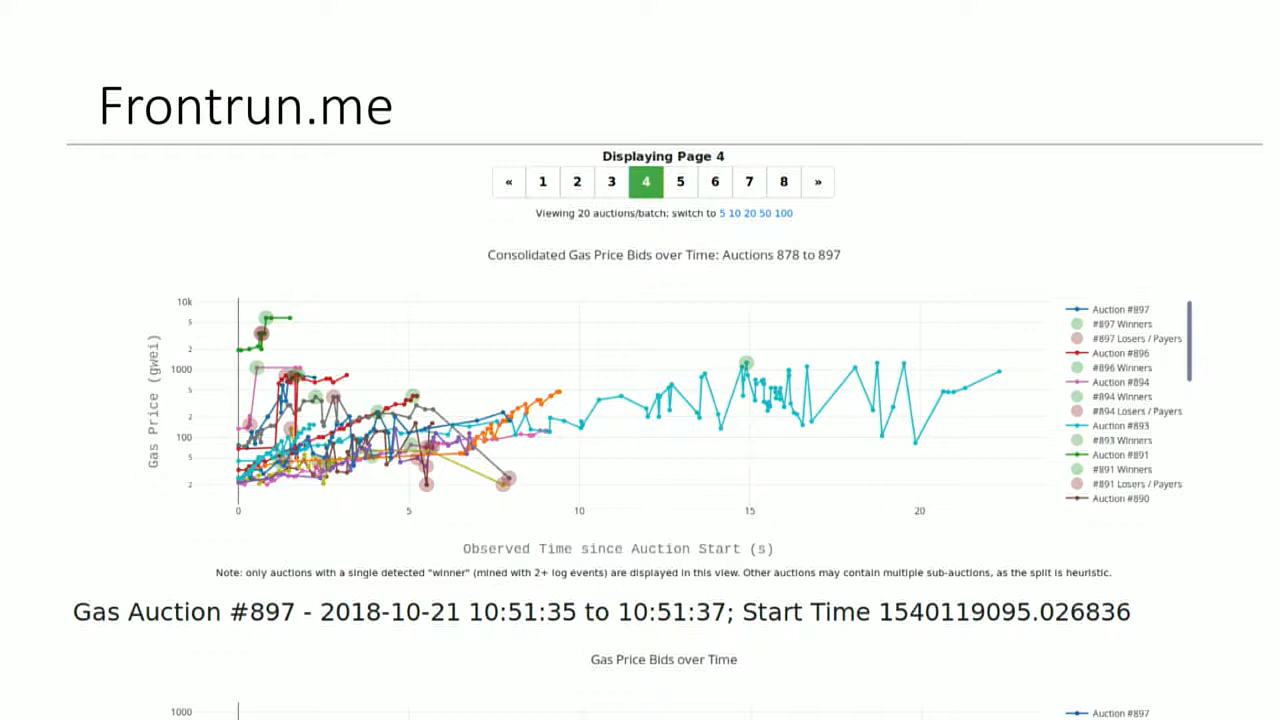 Frontrun.me
Displaying Page 4
« 1 2 3 4 5 6 7 8 »
Viewing 20 auctions/batch; switch to 5 10 20 50 100
Consolidated Gas Price Bids over Time: Auctions 878 to 897
Gas Price (gwei)
10k
5
2
1000
5
2
100
5
2
0 5 10 15 20
Observed Time since Auction Start (s)
Auction #897
#897 Winners
#897 Losers / Payers
Auction #896
#896 Winners
Auction #894
#894 Winners
#894 Losers / Payers
Auction #893
#893 Winners
Auction #891
#891 Winners
#891 Losers / Payers
Auction #890
Note: only auctions with a single detected "winner" (mined with 2+ log events) are displayed in this view. Other auctions may contain multiple sub-auctions, as the split is heuristic.
Gas Auction #897 - 2018-10-21 10:51:35 to 10:51:37; Start Time 1540119095.026836
Gas Price Bids over Time
1000
Auction #897